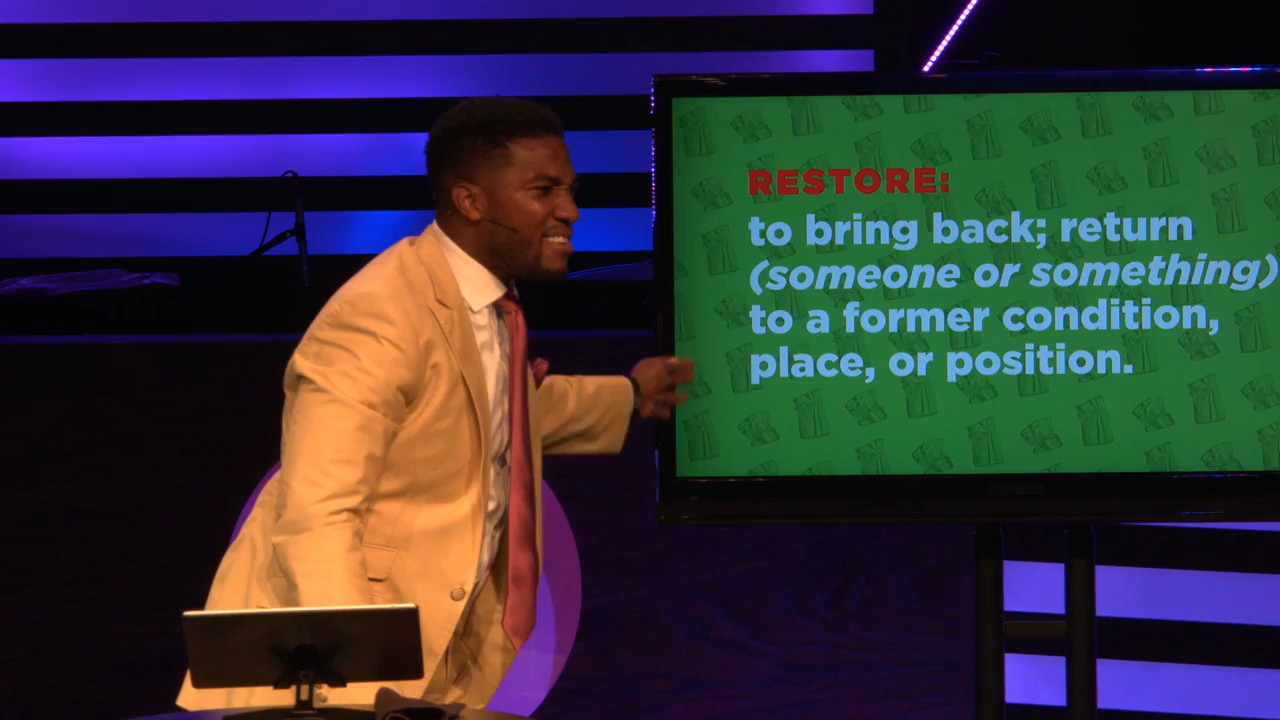 RESTORE:
to bring back; return
(someone or something)
to a former condition,
place, or position.